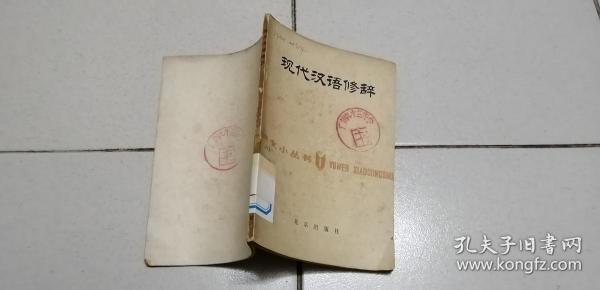 现代汉语修辞
语文小丛书
YUWEN XIAOCONGSHU
北京出版社
孔夫子旧书网
www.kongfz.com